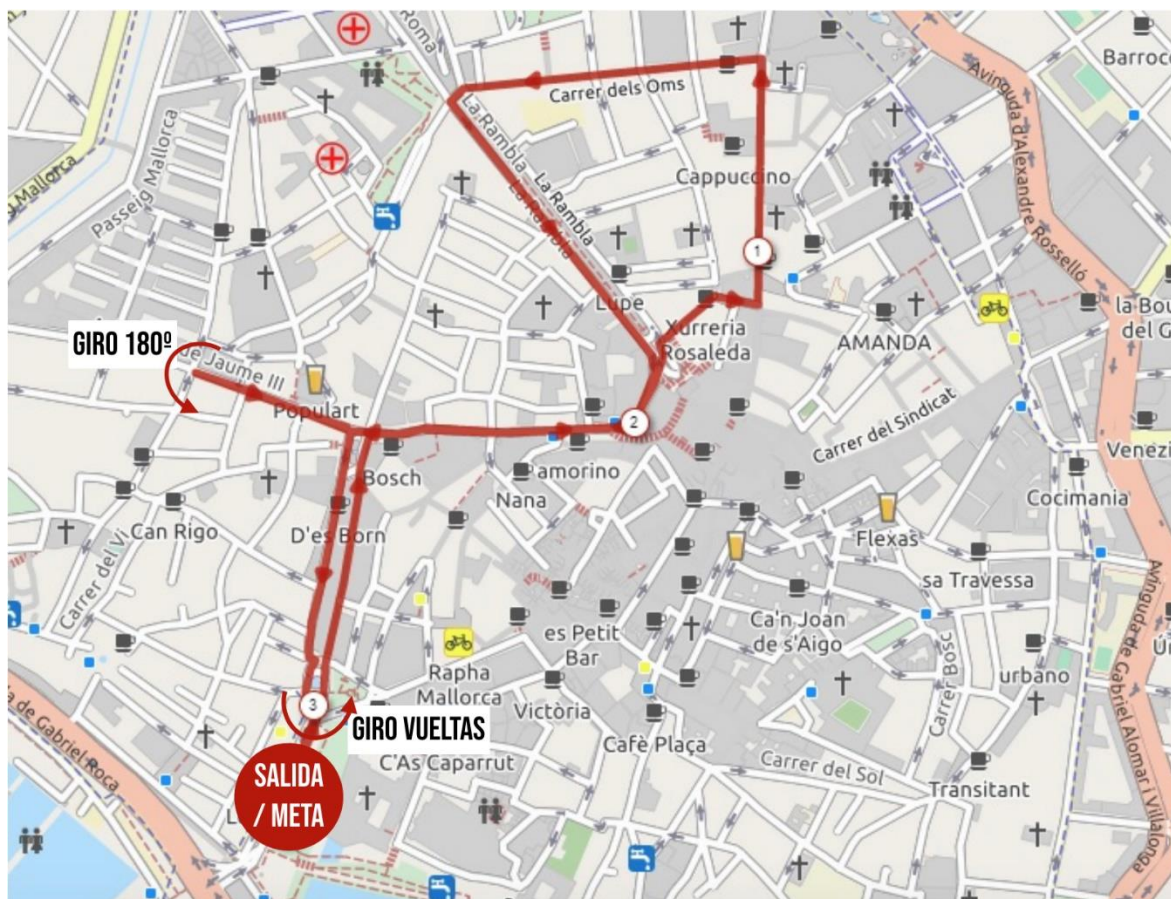 Roma
Barroc
Avinguda d'Alexandre Rosselló
Carrer dels Oms
La Rambla
La Rambla
La Rambla
Mallorca
Passeig Mallorca
Cappuccino
1
Lupe
Xurreria
Rosaleda
AMANDA
la Bou
del G
GIRO 180º
de Jaume III
Populart
2
Carrer del Sindicat
Bosch
amorino
Nana
Venezi
Cocimania
Can Rigo
D'es Born
Flexas
Carrer del Vi
sa Travessa
Ca'n Joan
de s'Aigo
es Petit
Bar
Avinguda de Gabriel Alomar i Villalonga
Rapha
Mallorca
urbano
Carrer Bosc
3
GIRO VUELTAS
Victòria
ia de Gabriel Roca
Cafè Plaça
C'As Caparrut
SALIDA
/ META
Carrer del Sol
Transitant